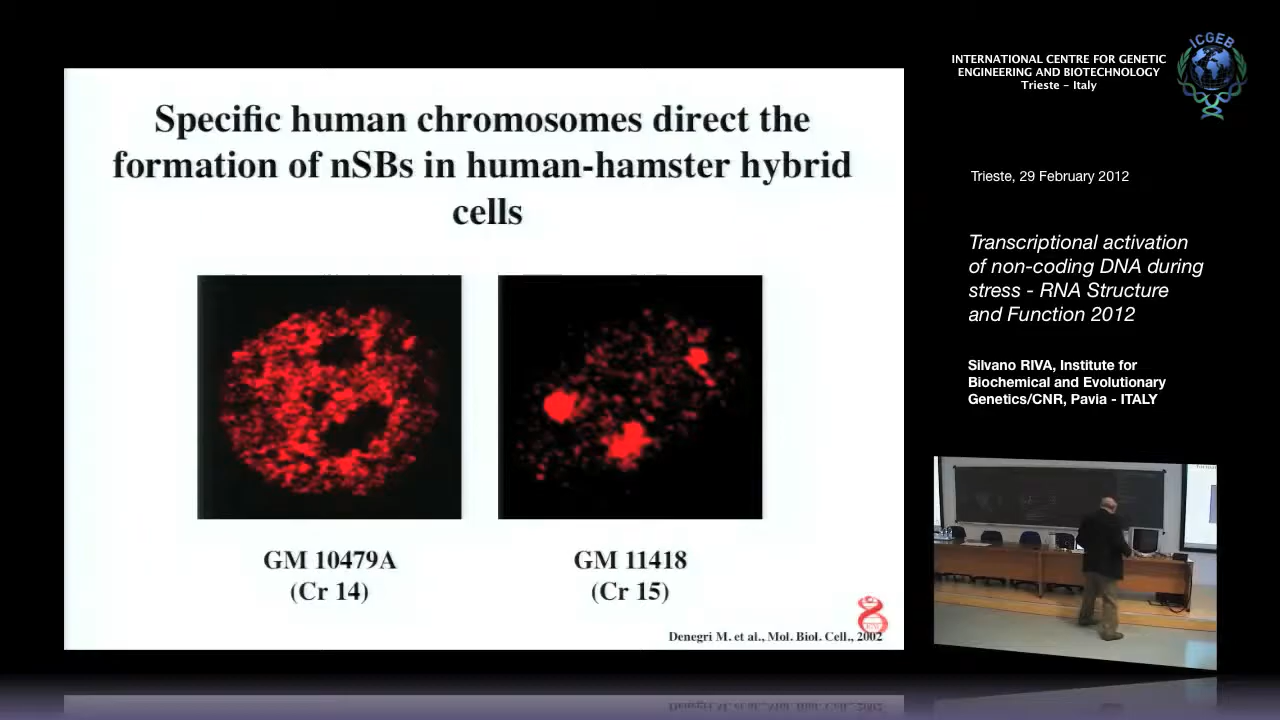 Specific human chromosomes direct the
formation of nSBs in human-hamster hybrid
cells
GM 10479A
(Cr 14)
GM 11418
(Cr 15)
Denegri M. et al., Mol. Biol. Cell., 2002
INTERNATIONAL CENTRE FOR GENETIC
ENGINEERING AND BIOTECHNOLOGY
Trieste - Italy
ICGEB
Trieste, 29 February 2012
Transcriptional activation
of non-coding DNA during
stress - RNA Structure
and Function 2012
Silvano RIVA, Institute for
Biochemical and Evolutionary
Genetics/CNR, Pavia - ITALY